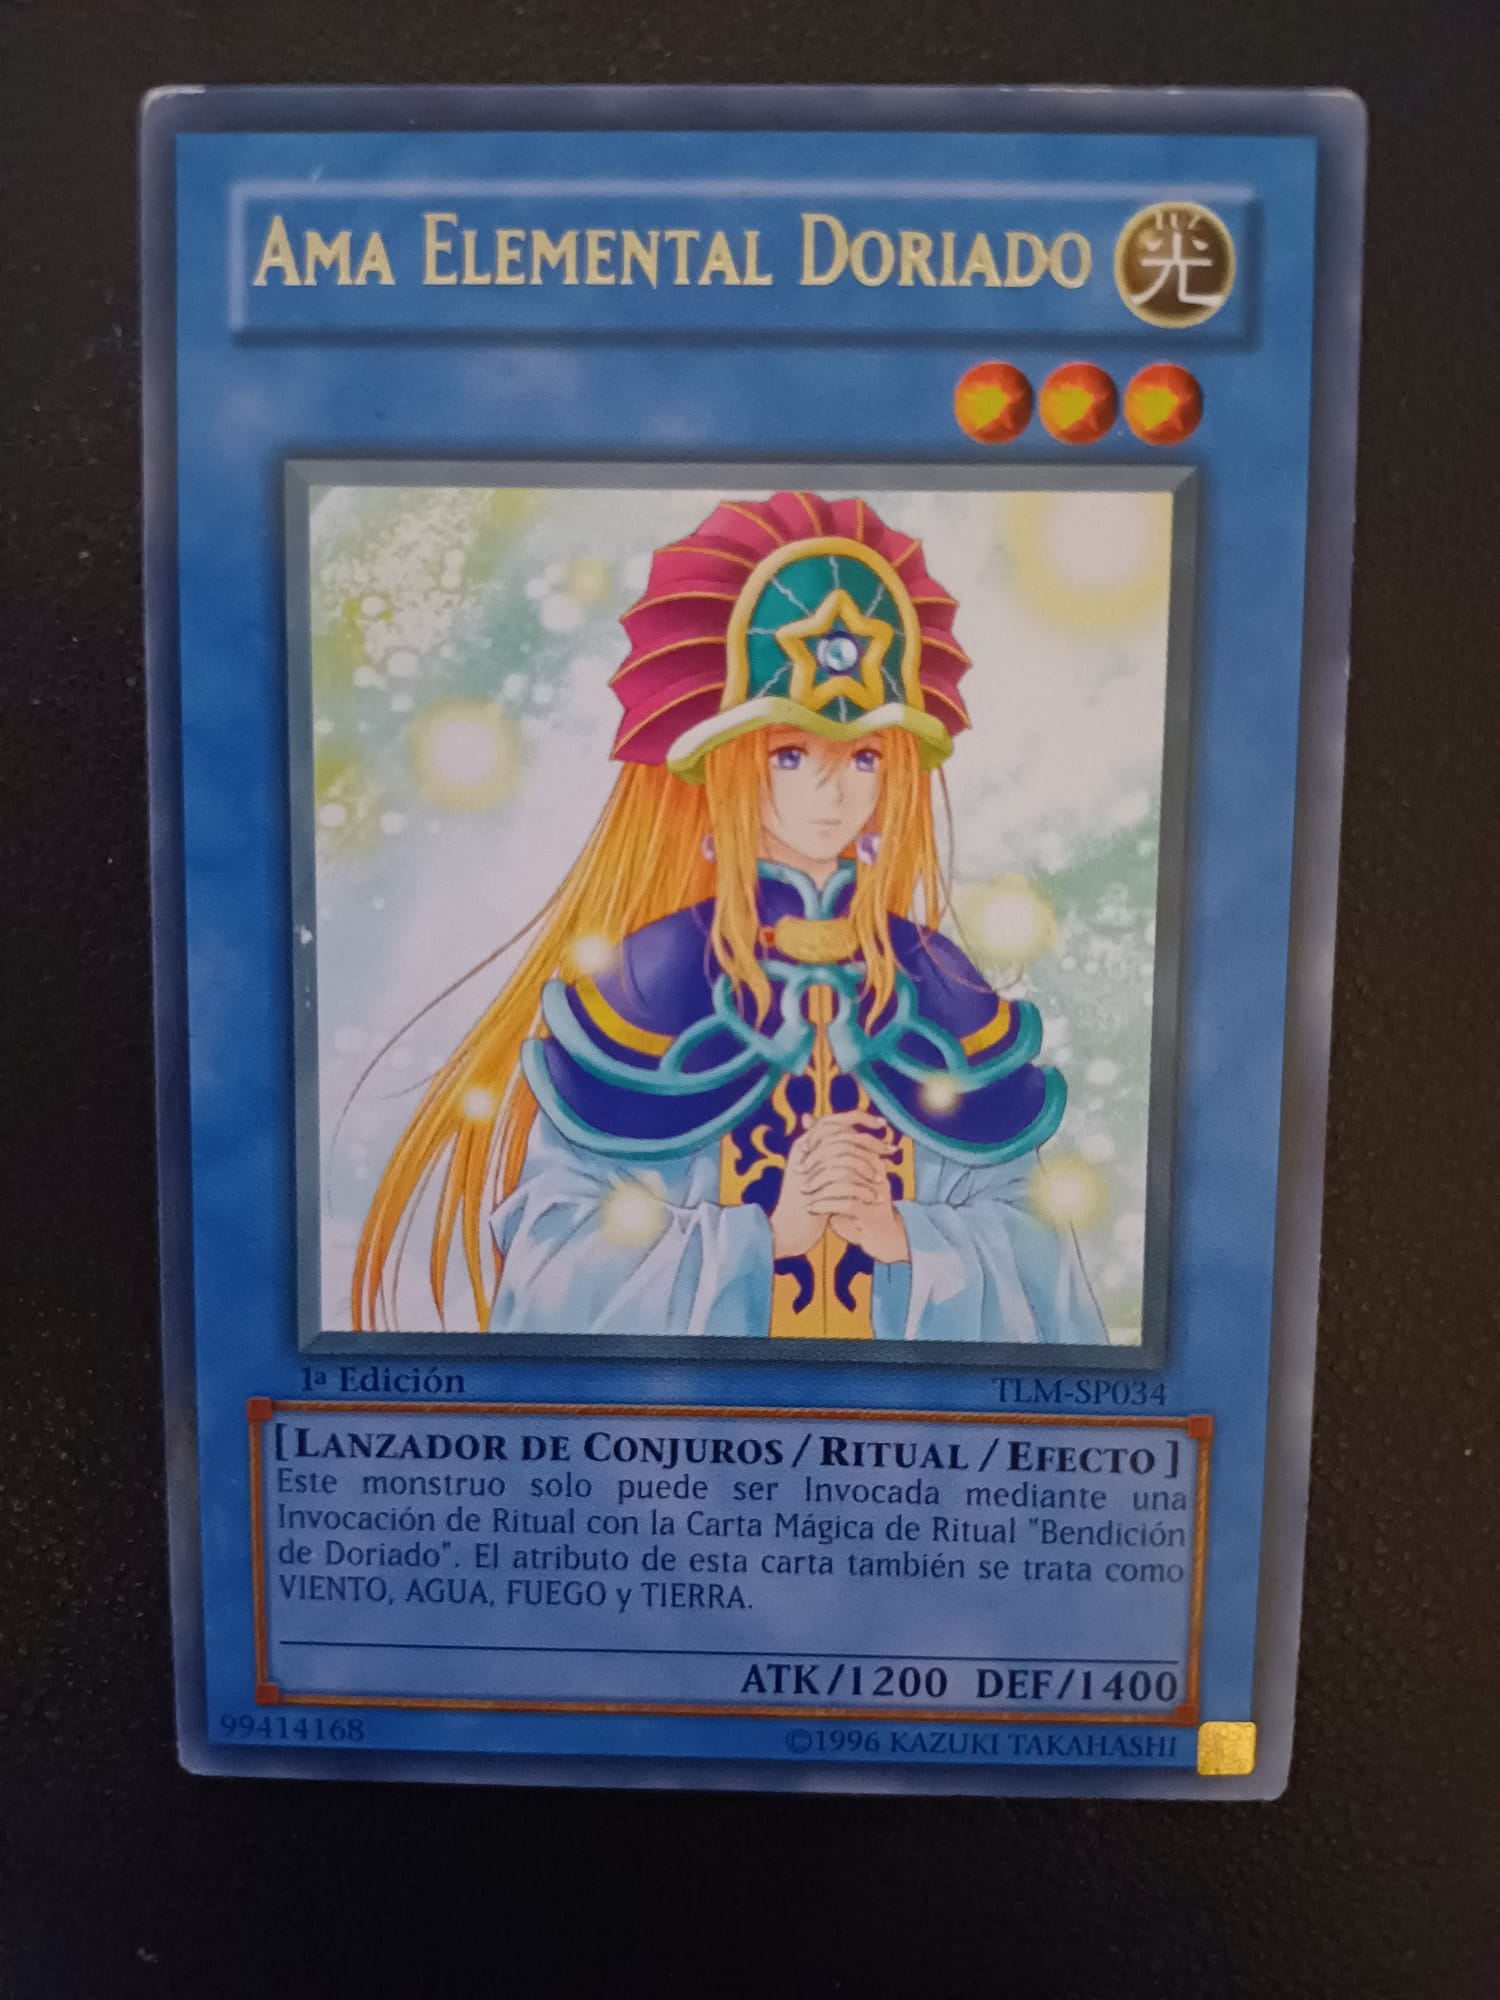 AMA ELEMENTAL DORIADO 光
1ª Edición
TLM-SP034
[LANZADOR DE CONJUROS / RITUAL / EFECTO]
Este monstruo solo puede ser Invocada mediante una
Invocación de Ritual con la Carta Mágica de Ritual "Bendición
de Doriado". El atributo de esta carta también se trata como
VIENTO, AGUA, FUEGO y TIERRA.
ATK/1200 DEF/1400
99414168
©1996 KAZUKI TAKAHASHI